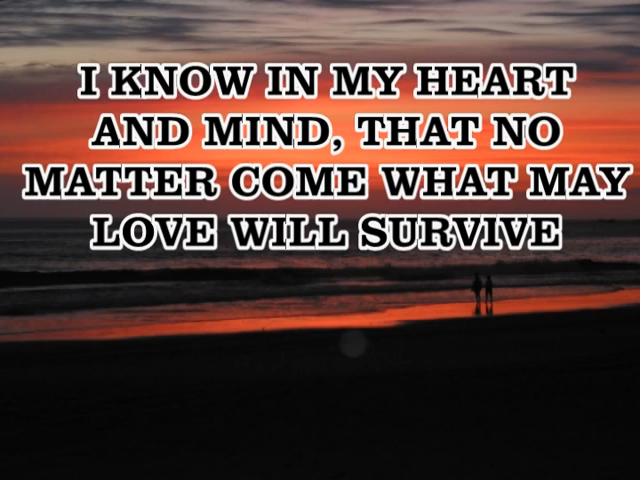 I KNOW IN MY HEART
AND MIND, THAT NO
MATTER COME WHAT MAY
LOVE WILL SURVIVE